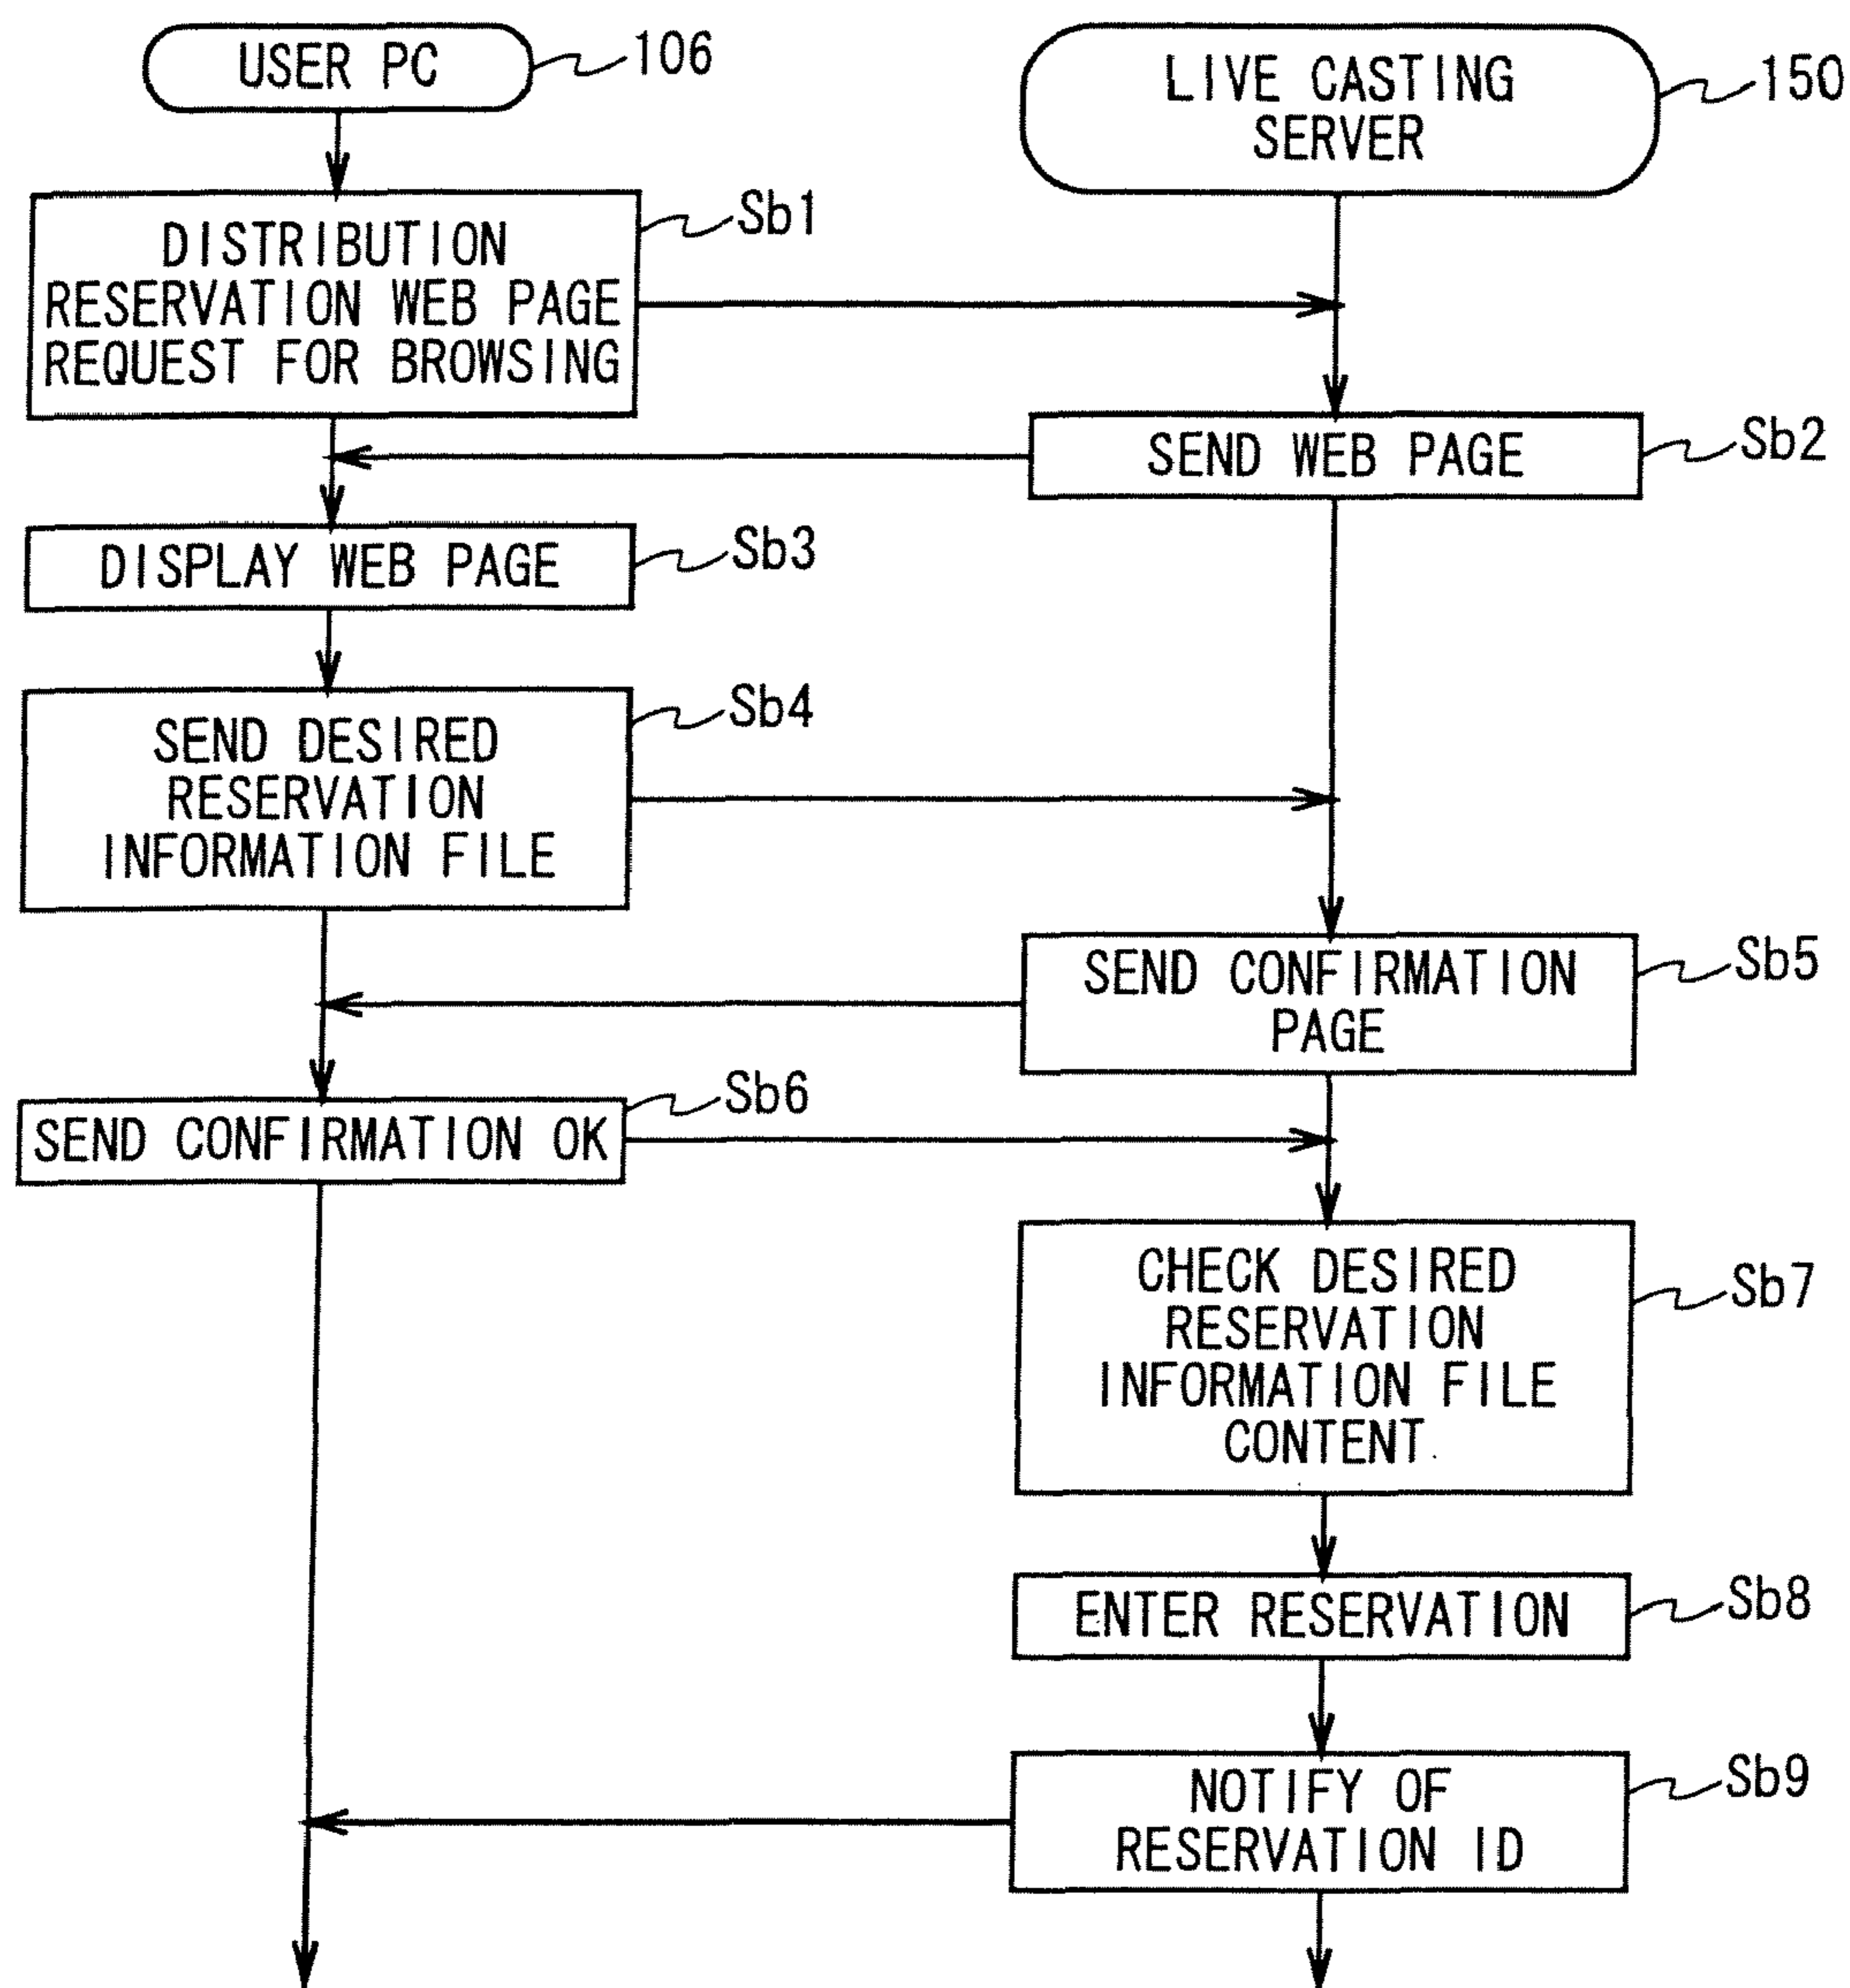 USER PC
106
LIVE CASTING
SERVER
150
DISTRIBUTION
RESERVATION WEB PAGE
REQUEST FOR BROWSING
Sb1
SEND WEB PAGE
Sb2
DISPLAY WEB PAGE
Sb3
SEND DESIRED
RESERVATION
INFORMATION FILE
Sb4
SEND CONFIRMATION
PAGE
Sb5
SEND CONFIRMATION OK
Sb6
CHECK DESIRED
RESERVATION
INFORMATION FILE
CONTENT
Sb7
ENTER RESERVATION
Sb8
NOTIFY OF
RESERVATION ID
Sb9